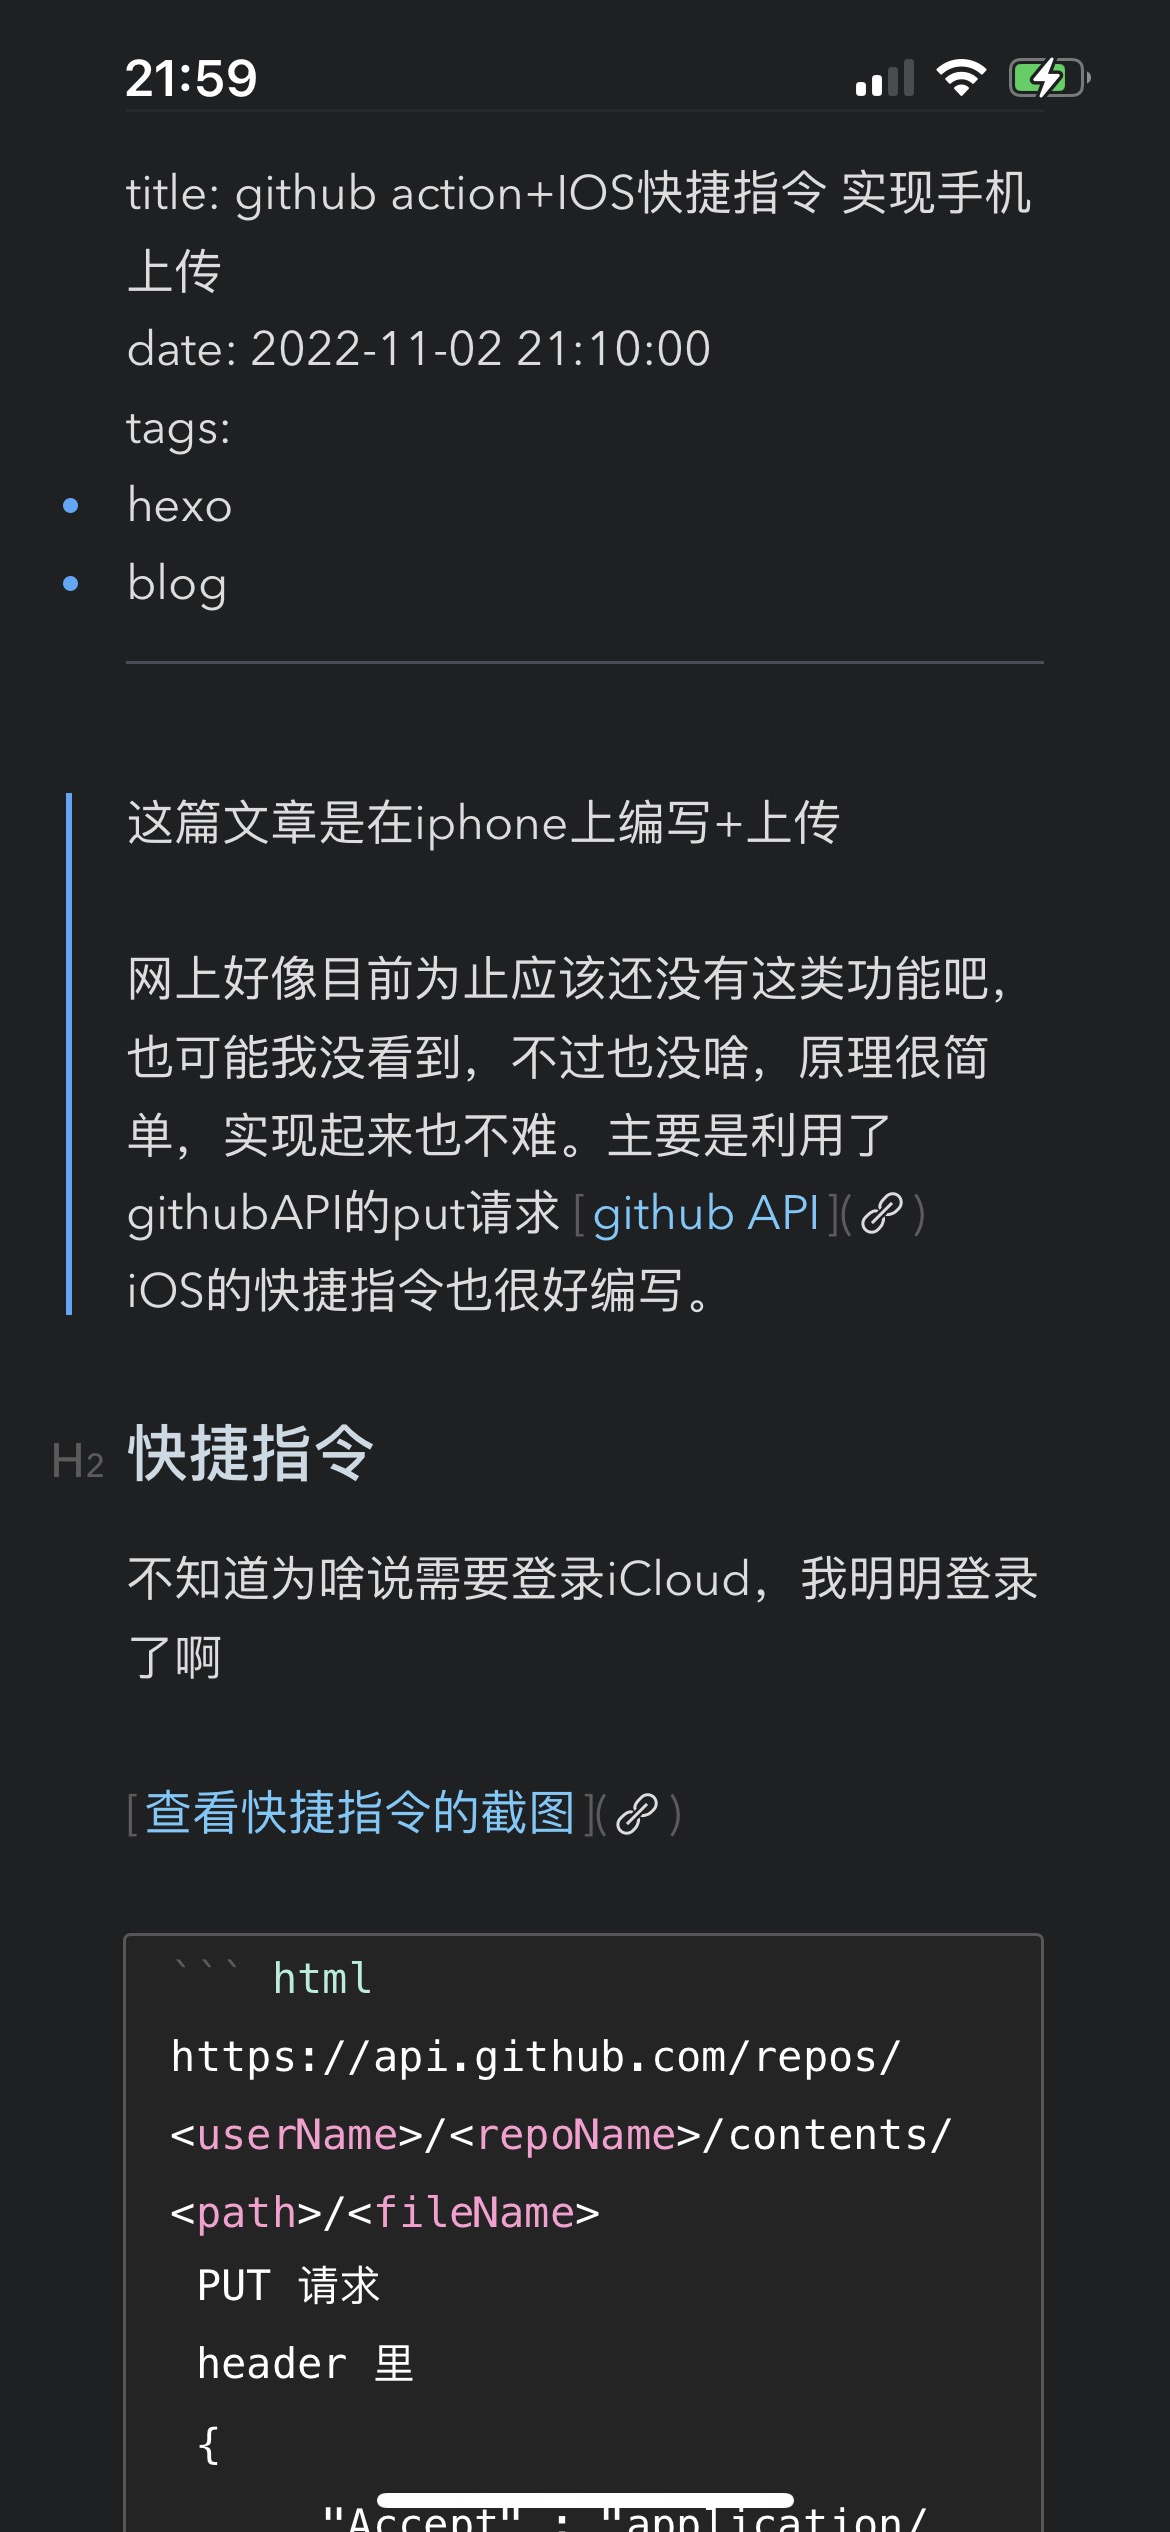 21:59
title: github action+IOS快捷指令 实现手机
上传
date: 2022-11-02 21:10:00
tags:
hexo
blog
这篇文章是在iphone上编写+上传
网上好像目前为止应该还没有这类功能吧，
也可能我没看到，不过也没啥，原理很简
单，实现起来也不难。主要是利用了
githubAPI的put请求 [github API]()
iOS的快捷指令也很好编写。
H2 快捷指令
不知道为啥说需要登录iCloud，我明明登录
了啊
[查看快捷指令的截图]()
``` html
https://api.github.com/repos/
<userName>/<repoName>/contents/
<path>/<fileName>
PUT 请求
header 里
{
"Accept" : "application/